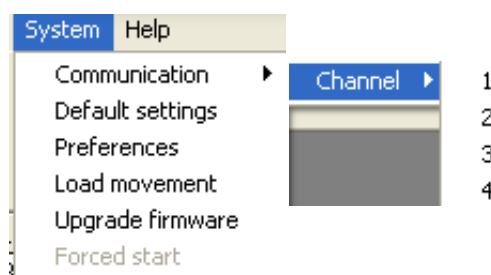 System Help
Communication
Default settings
Preferences
Load movement
Upgrade firmware
Forced start
Channel
1
2
3
4